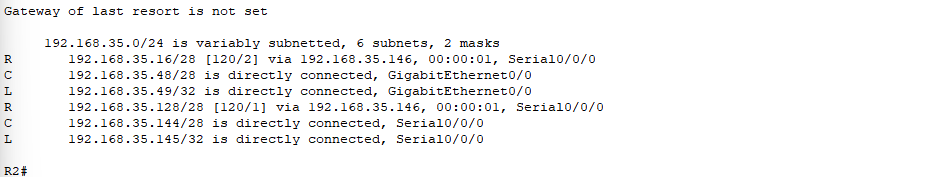 Gateway of last resort is not set
192.168.35.0/24 is variably subnetted, 6 subnets, 2 masks
R 192.168.35.16/28 [120/2] via 192.168.35.146, 00:00:01, Serial0/0/0
C 192.168.35.48/28 is directly connected, GigabitEthernet0/0
L 192.168.35.49/32 is directly connected, GigabitEthernet0/0
R 192.168.35.128/28 [120/1] via 192.168.35.146, 00:00:01, Serial0/0/0
C 192.168.35.144/28 is directly connected, Serial0/0/0
L 192.168.35.145/32 is directly connected, Serial0/0/0
R2#